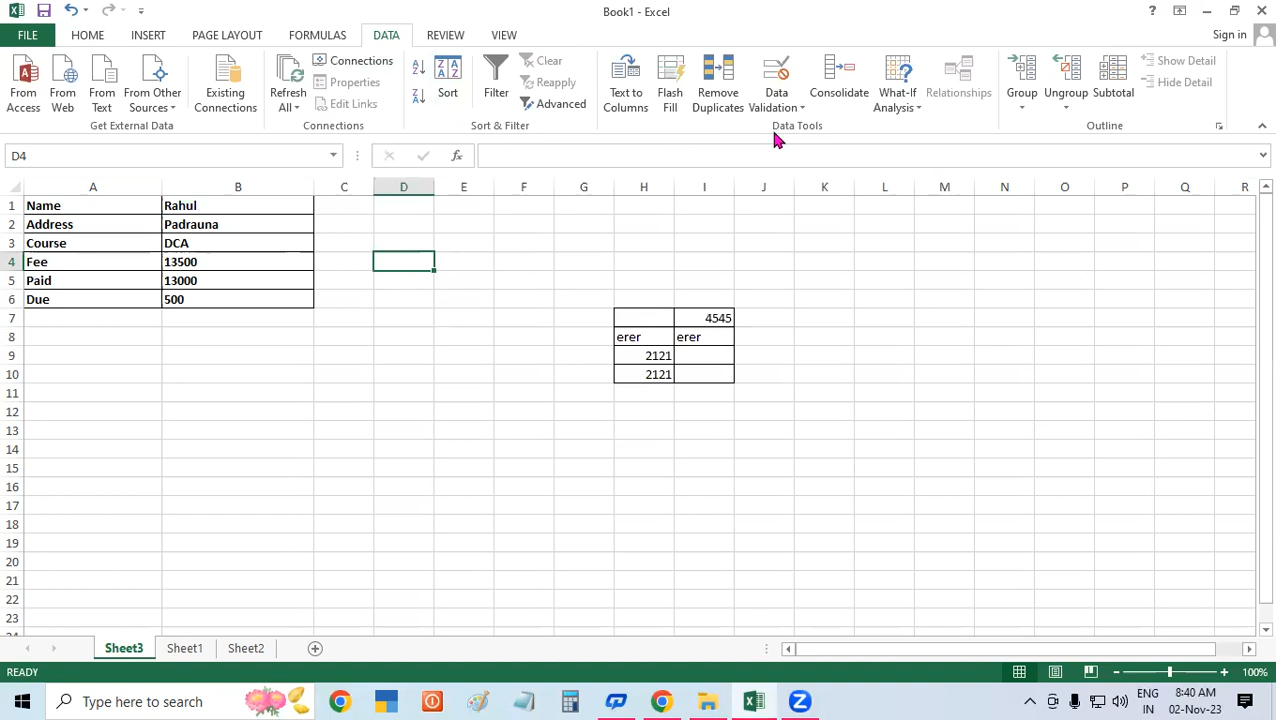 Book1 - Excel
FILE HOME INSERT PAGE LAYOUT FORMULAS DATA REVIEW VIEW Sign in
From Access
From Web
From Text
From Other Sources
Existing Connections
Get External Data
Refresh All
Connections
Properties
Edit Links
Connections
Sort
Filter
Clear
Reapply
Advanced
Sort & Filter
Text to Columns
Flash Fill
Remove Duplicates
Data Validation
Consolidate
What-If Analysis
Relationships
Data Tools
Group
Ungroup
Subtotal
Show Detail
Hide Detail
Outline
D4
A B C D E F G H I J K L M N O P Q R
1 Name Rahul
2 Address Padrauna
3 Course DCA
4 Fee 13500
5 Paid 13000
6 Due 500
7 4545
8 erer erer
9 2121
10 2121
11
12
13
14
15
16
17
18
19
20
21
22
23
24
Sheet3 Sheet1 Sheet2
READY 100%
Type here to search
ENG 8:40 AM
IN 02-Nov-23